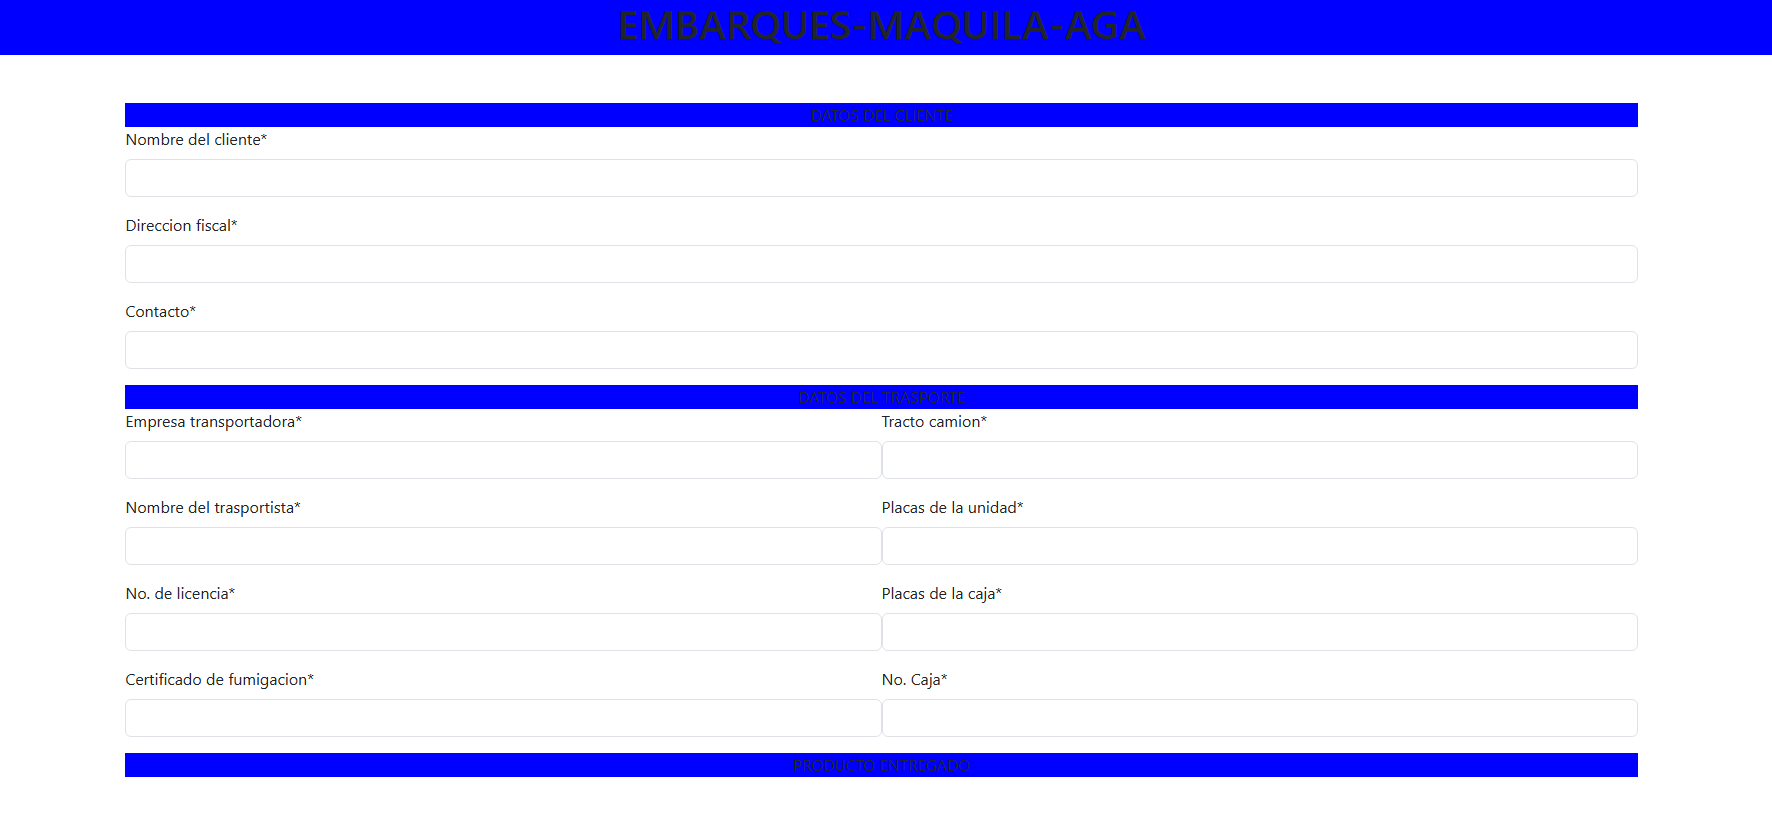 EMBARQUES-MAQUILA-AGA
DATOS DEL CLIENTE
Nombre del cliente*
Direccion fiscal*
Contacto*
DATOS DEL TRASPORTE
Empresa transportadora* Tracto camion*
Nombre del trasportista* Placas de la unidad*
No. de licencia* Placas de la caja*
Certificado de fumigacion* No. Caja*
PRODUCTO ENTREGADO